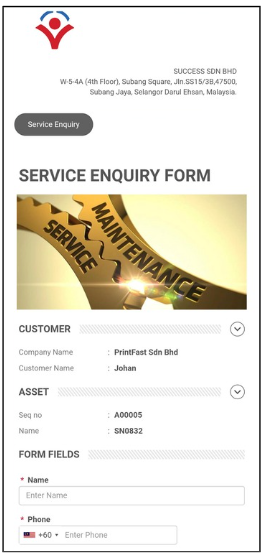 SUCCESS SDN BHD
W-5-4A (4th Floor), Subang Square, Jln.SS15/3B,47500,
Subang Jaya, Selangor Darul Ehsan, Malaysia.
Service Enquiry
SERVICE ENQUIRY FORM
SERVICE
MAINTENANCE
CUSTOMER
Company Name : PrintFast Sdn Bhd
Customer Name : Johan
ASSET
Seq no : A00005
Name : SN0832
FORM FIELDS
* Name
Enter Name
* Phone
+60 Enter Phone